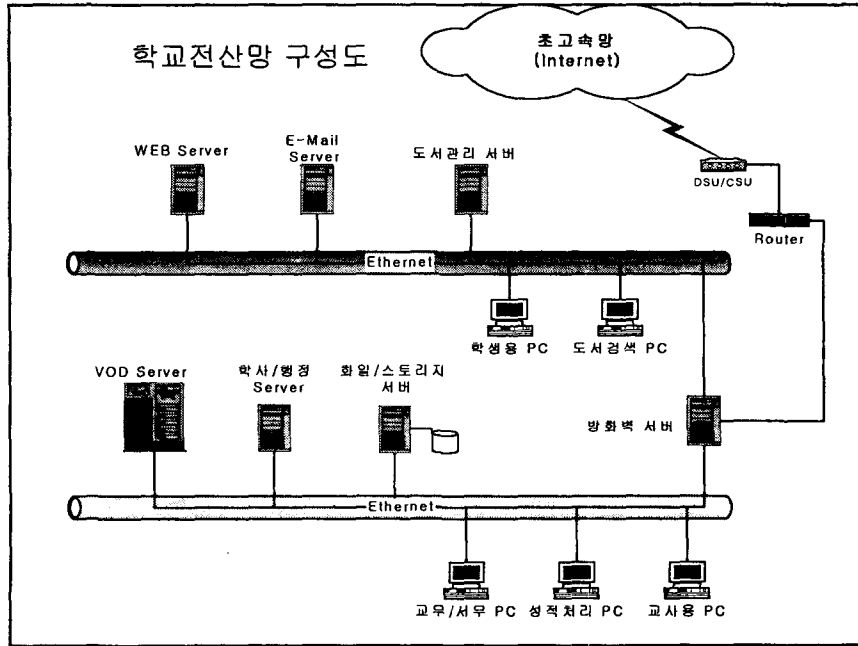 학교전산망 구성도
초고속망
(Internet)
WEB Server
E-Mail
Server
도서관리 서버
DSU/CSU
Router
Ethernet
학생용 PC
도서검색 PC
VOD Server
학사/행정
Server
화일/스토리지
서버
방화벽 서버
Ethernet
교무/서무 PC
성적처리 PC
교사용 PC